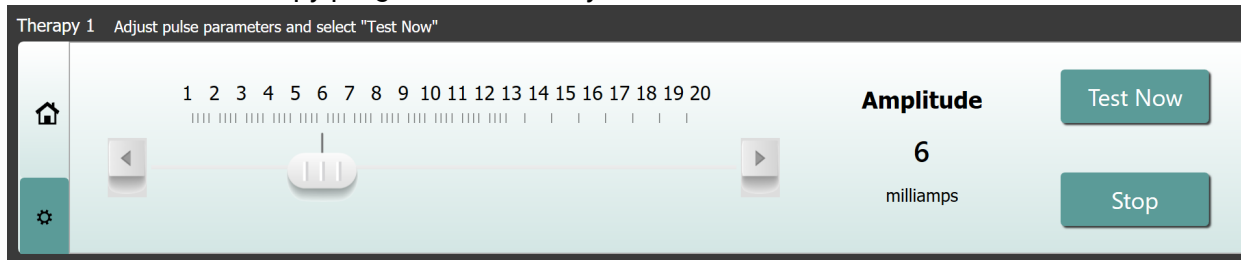 Therapy 1 Adjust pulse parameters and select "Test Now"
1 2 3 4 5 6 7 8 9 10 11 12 13 14 15 16 17 18 19 20
Amplitude
6
milliamps
Test Now
Stop